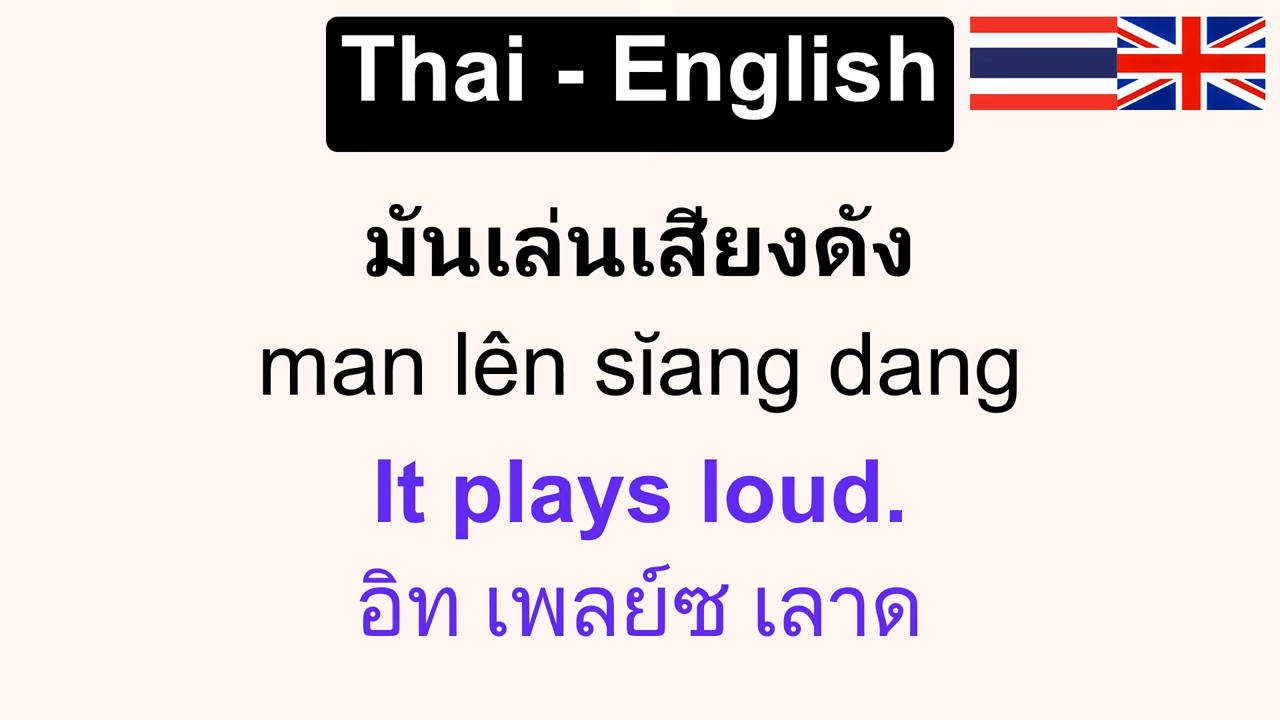 Thai - English
มันเล่นเสียงดัง
man lên sĭang dang
It plays loud.
อิท เพลย์ซ เลาด